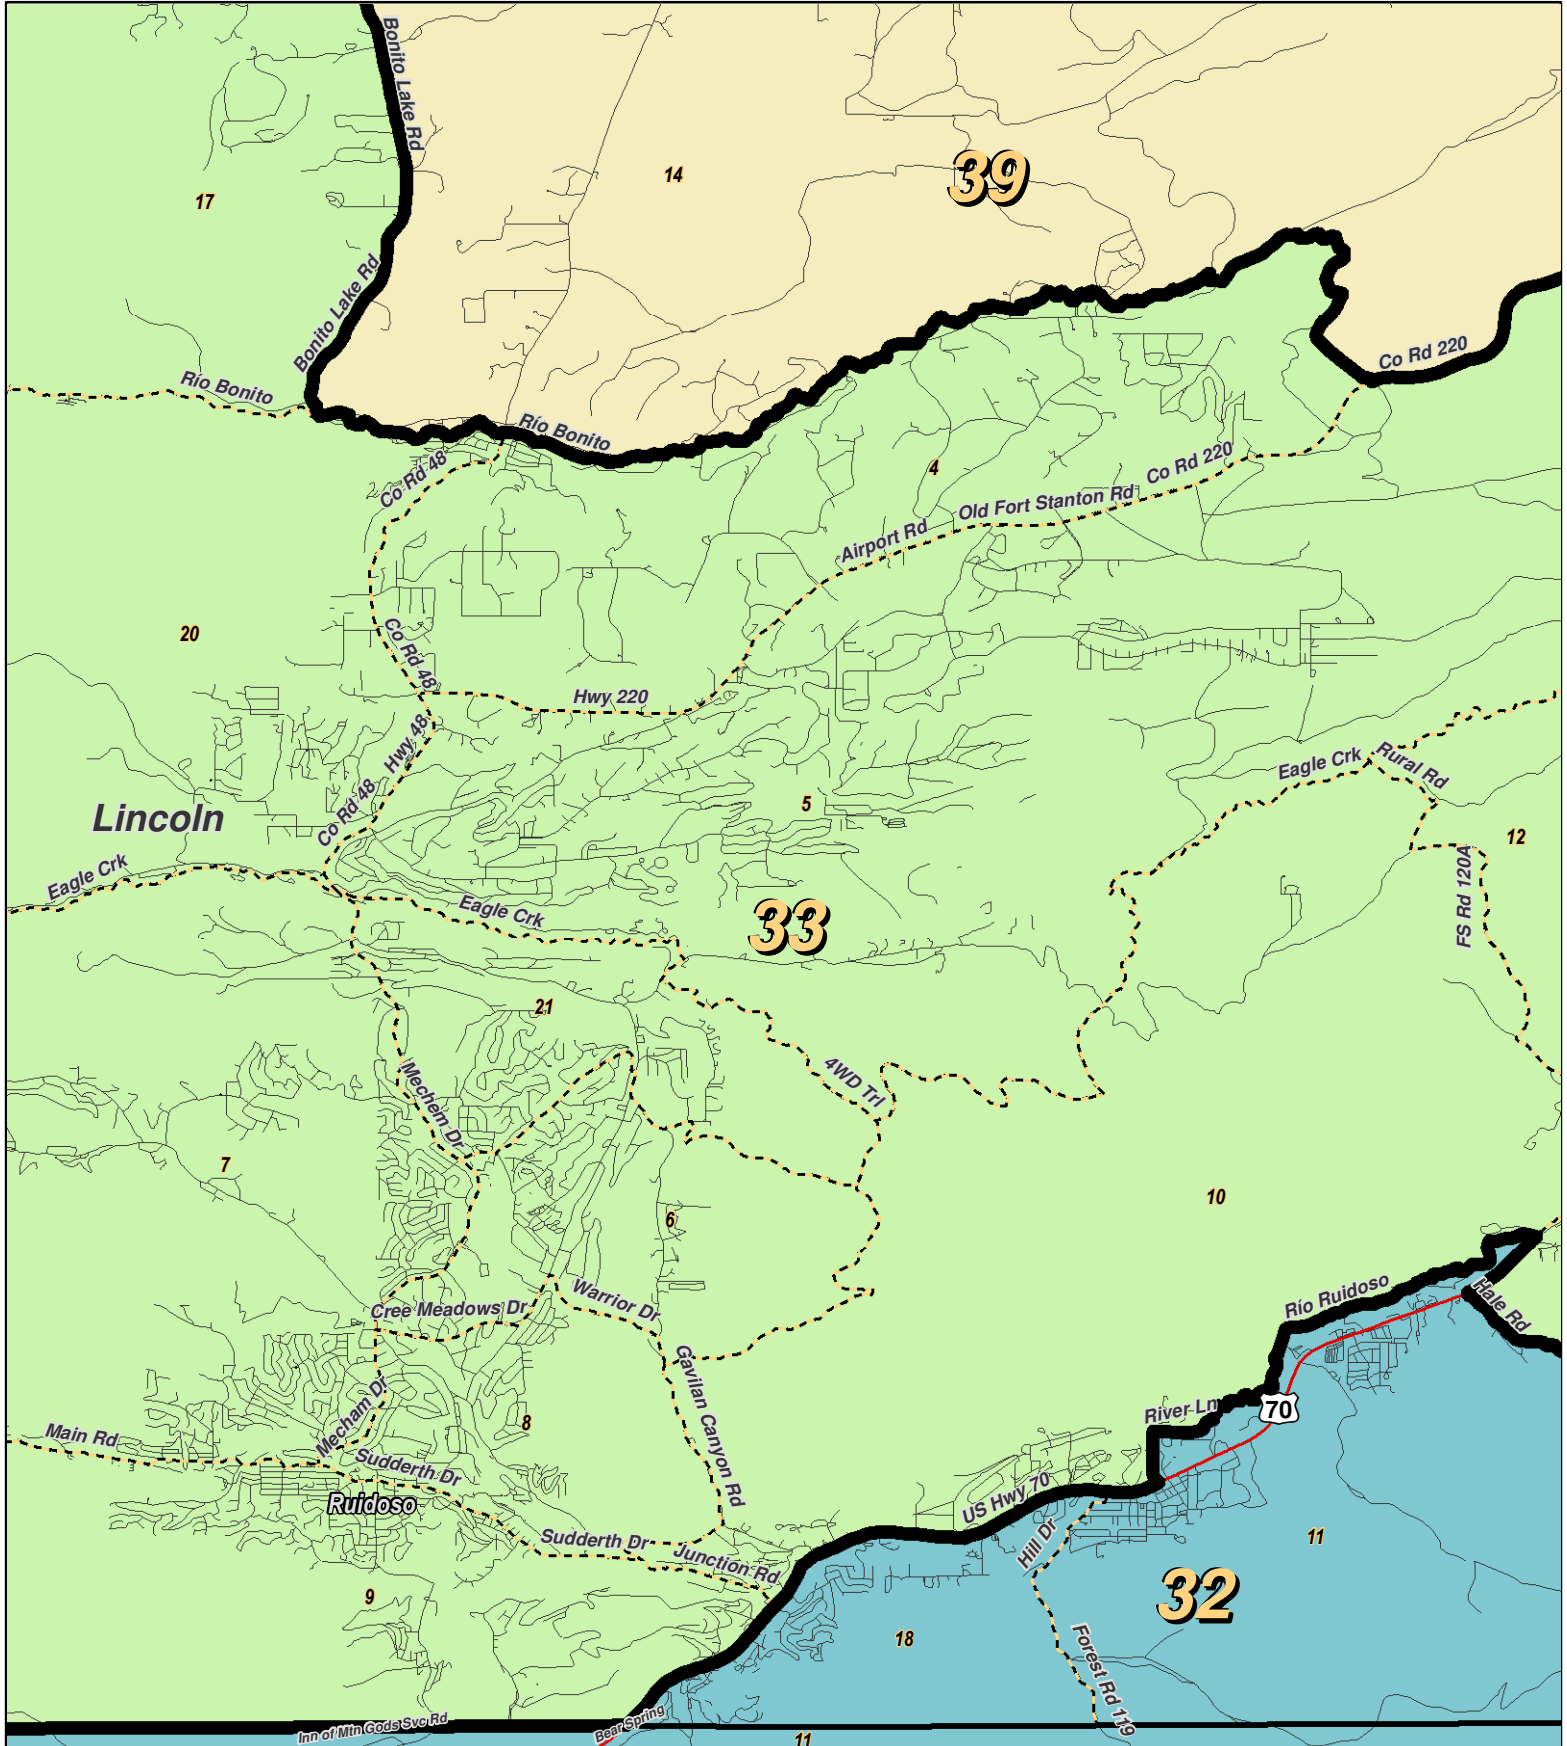 Bonito Lake Rd
14
39
17
Bonito Lake Rd
Co Rd 220
Río Bonito
Río Bonito
Co Rd 48
4
Co Rd 220
Old Fort Stanton Rd
Airport Rd
20
Co Rd 48
Hwy 220
Hwy 48
Eagle Crk
Rural Rd
Co Rd 48
5
Lincoln
12
Eagle Crk
FS Rd 120A
Eagle Crk
33
21
4WD Trl
Mechem Dr
7
10
6
Río Ruidoso
Hale Rd
Cree Meadows Dr
Warrior Dr
Gavilan Canyon Rd
Mecham Dr
River Ln
70
8
Main Rd
Sudderth Dr
Ruidoso
US Hwy 70
Sudderth Dr
Junction Rd
Hill Dr
11
32
9
18
Forest Rd 119
Inn of Mtn Gods Svc Rd
Bear Spring
11